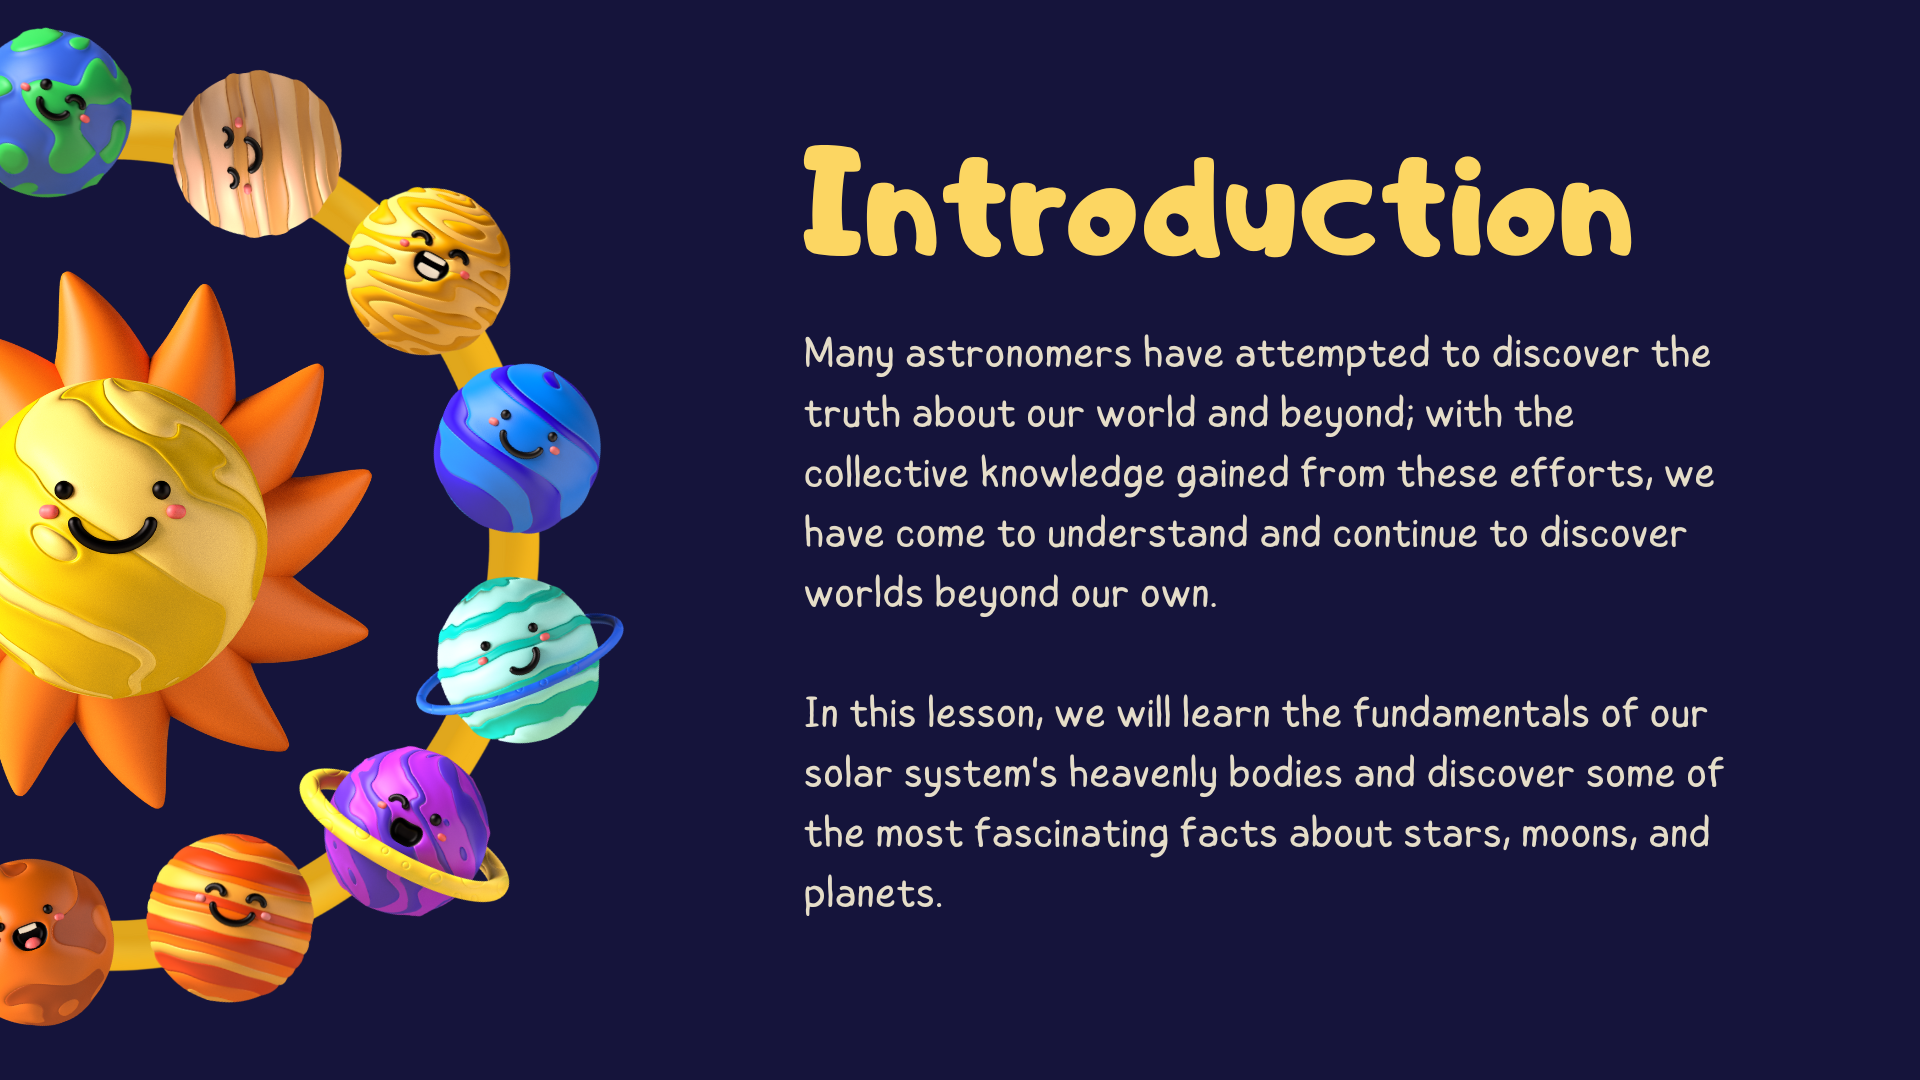 Introduction
Many astronomers have attempted to discover the
truth about our world and beyond; with the
collective knowledge gained from these efforts, we
have come to understand and continue to discover
worlds beyond our own.
In this lesson, we will learn the fundamentals of our
solar system's heavenly bodies and discover some of
the most fascinating facts about stars, moons, and
planets.